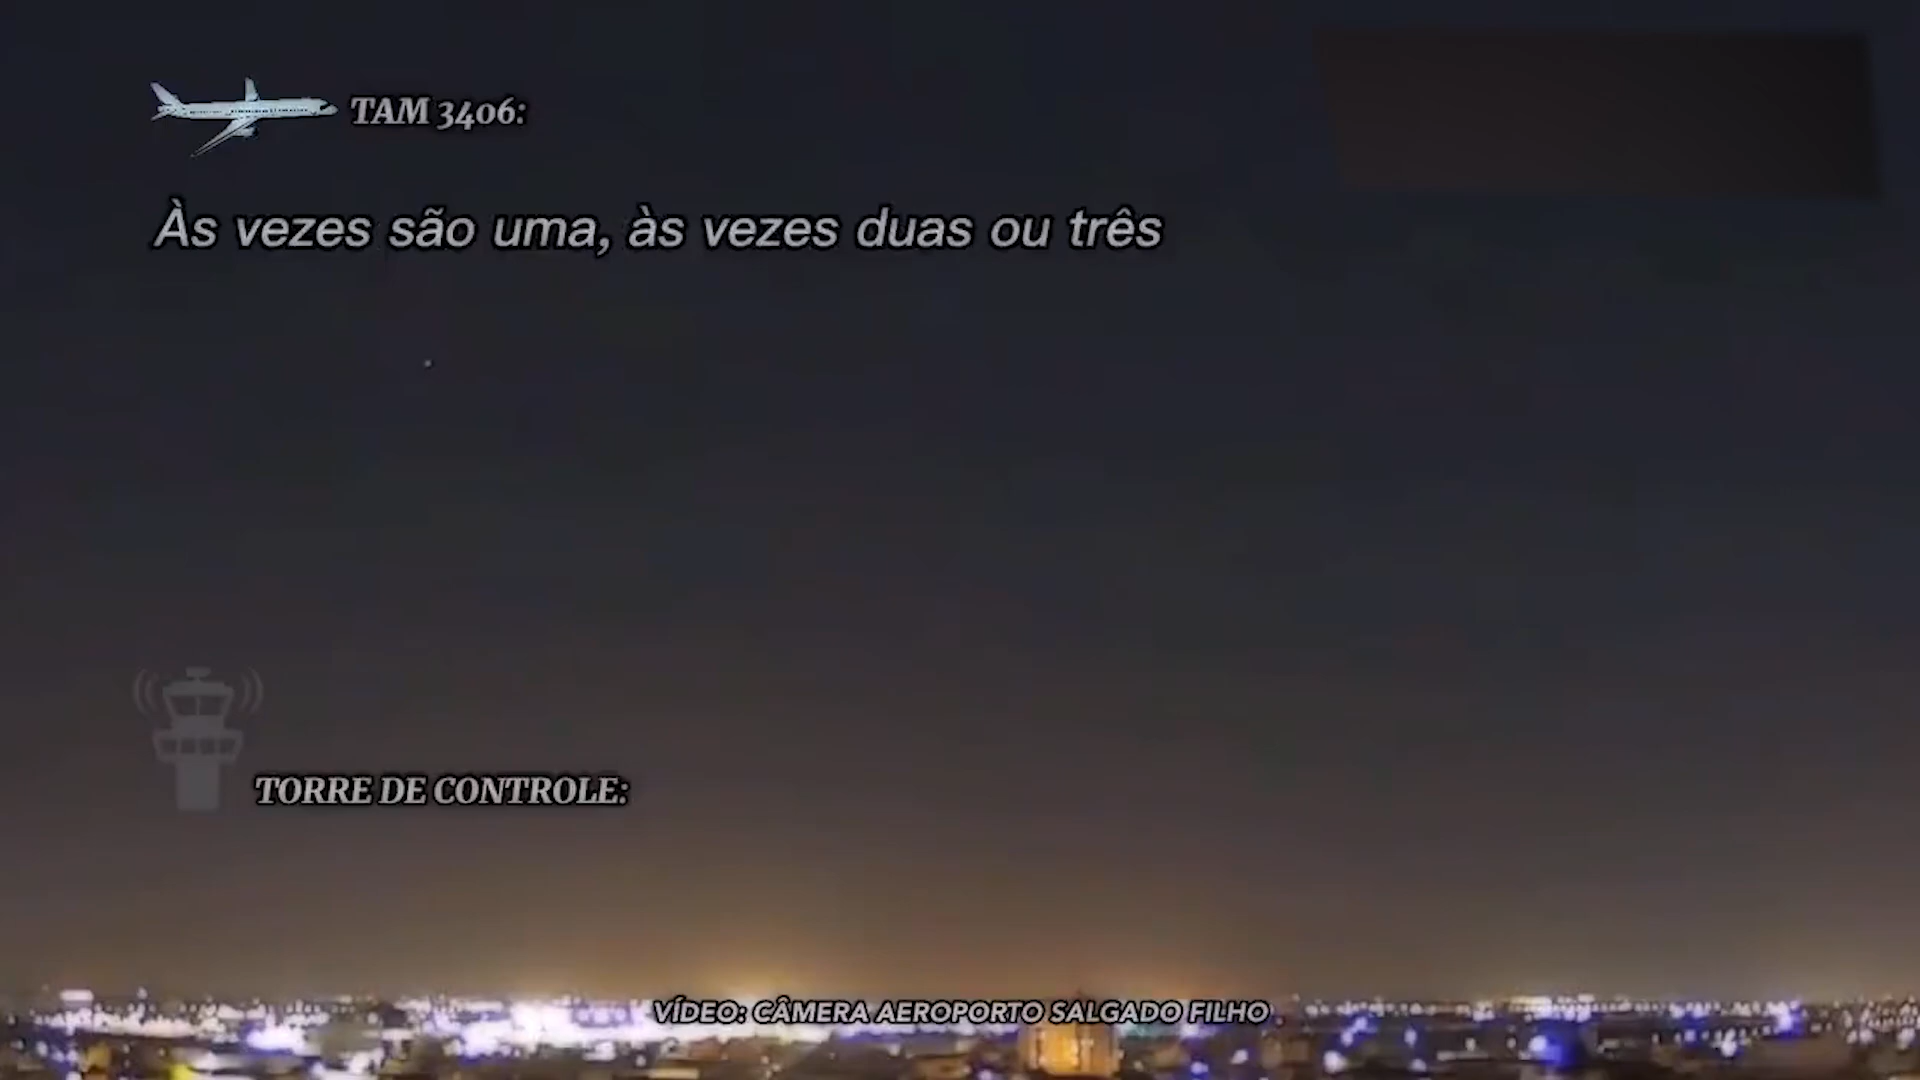 TAM 3406:
Às vezes são uma, às vezes duas ou três
TORRE DE CONTROLE:
VÍDEO: CÂMERA AEROPORTO SALGADO FILHO